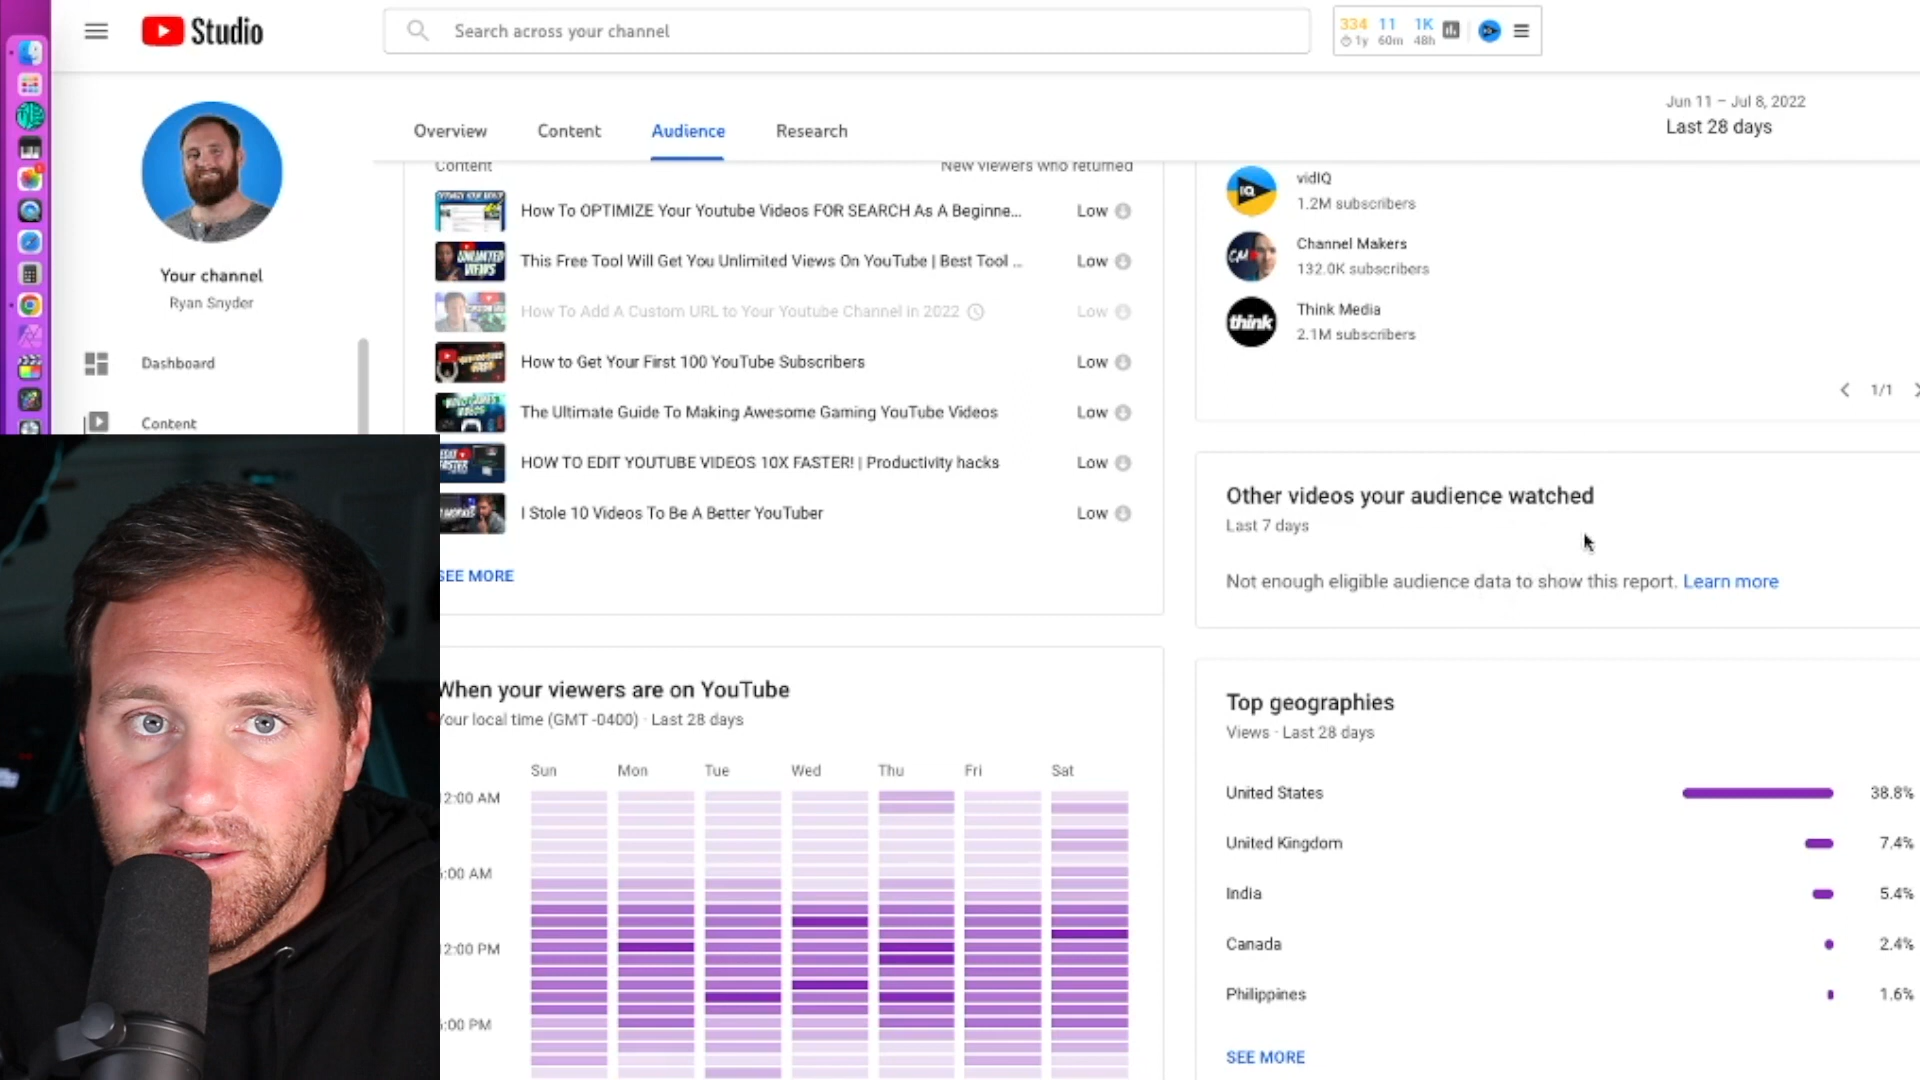 Studio
Search across your channel
334 11 1K
1y 60m 48h
Your channel
Ryan Snyder
Dashboard
Content
Overview Content Audience Research
Jun 11 – Jul 8, 2022
Last 28 days
Content New viewers who returned
How To OPTIMIZE Your Youtube Videos FOR SEARCH As A Beginne... Low
This Free Tool Will Get You Unlimited Views On YouTube | Best Tool ... Low
How To Add A Custom URL to Your Youtube Channel in 2022 Low
How to Get Your First 100 YouTube Subscribers Low
The Ultimate Guide To Making Awesome Gaming YouTube Videos Low
HOW TO EDIT YOUTUBE VIDEOS 10X FASTER! | Productivity hacks Low
I Stole 10 Videos To Be A Better YouTuber Low
SEE MORE
vidIQ
1.2M subscribers
Channel Makers
132.0K subscribers
think
Think Media
2.1M subscribers
1/1
Other videos your audience watched
Last 7 days
Not enough eligible audience data to show this report. Learn more
When your viewers are on YouTube
Your local time (GMT -0400) · Last 28 days
Sun Mon Tue Wed Thu Fri Sat
12:00 AM
:00 AM
12:00 PM
:00 PM
Top geographies
Views · Last 28 days
United States 38.8%
United Kingdom 7.4%
India 5.4%
Canada 2.4%
Philippines 1.6%
SEE MORE